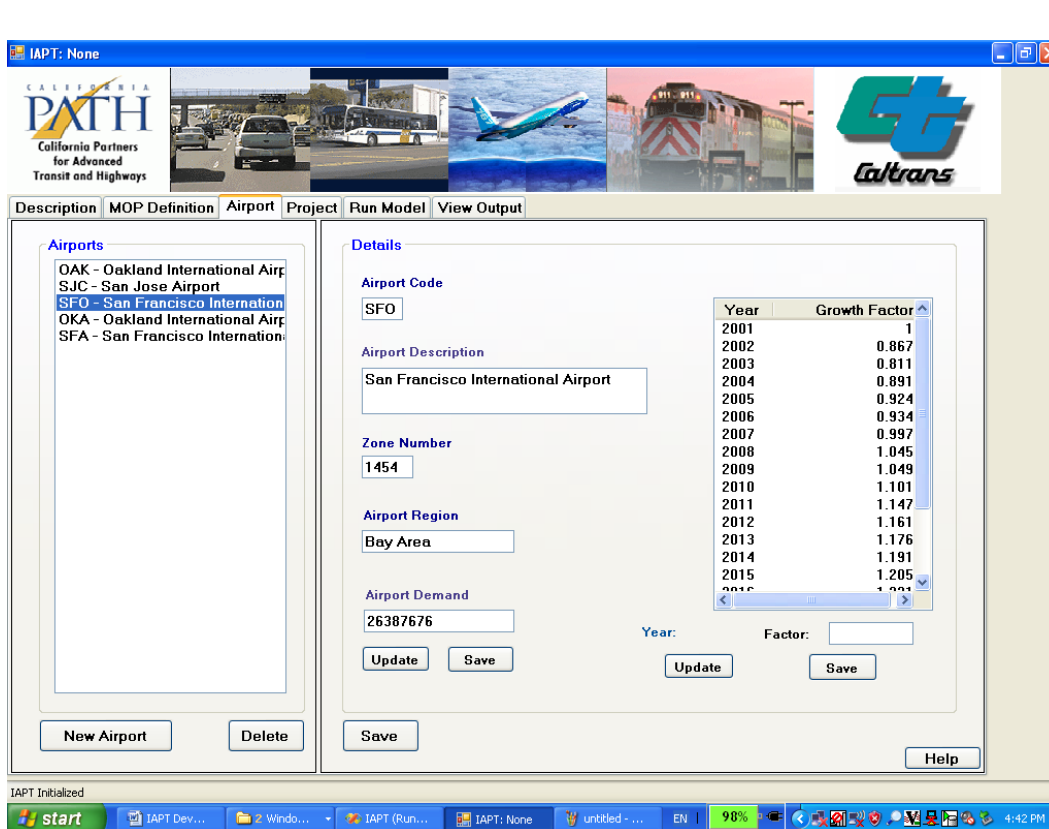 IAPT: None
CALIFORNIA
PATH
California Partners
for Advanced
Transit and Highways
911 911
Ct
Caltrans
Description MOP Definition Airport Project Run Model View Output
Airports
OAK - Oakland International Airp
SJC - San Jose Airport
SFO - San Francisco Internation
OKA - Oakland International Airp
SFA - San Francisco Internation
Details
Airport Code
SFO
Airport Description
San Francisco International Airport
Zone Number
1454
Airport Region
Bay Area
Airport Demand
26387676
Update Save
Year Growth Factor
2001 1
2002 0.867
2003 0.811
2004 0.891
2005 0.924
2006 0.934
2007 0.997
2008 1.045
2009 1.049
2010 1.101
2011 1.147
2012 1.161
2013 1.176
2014 1.191
2015 1.205
Year: Factor:
Update Save
New Airport Delete
Save
Help
IAPT Initialized
start IAPT Dev... 2 Windo... IAPT (Run... IAPT: None untitled - ... EN 98% 4:42 PM